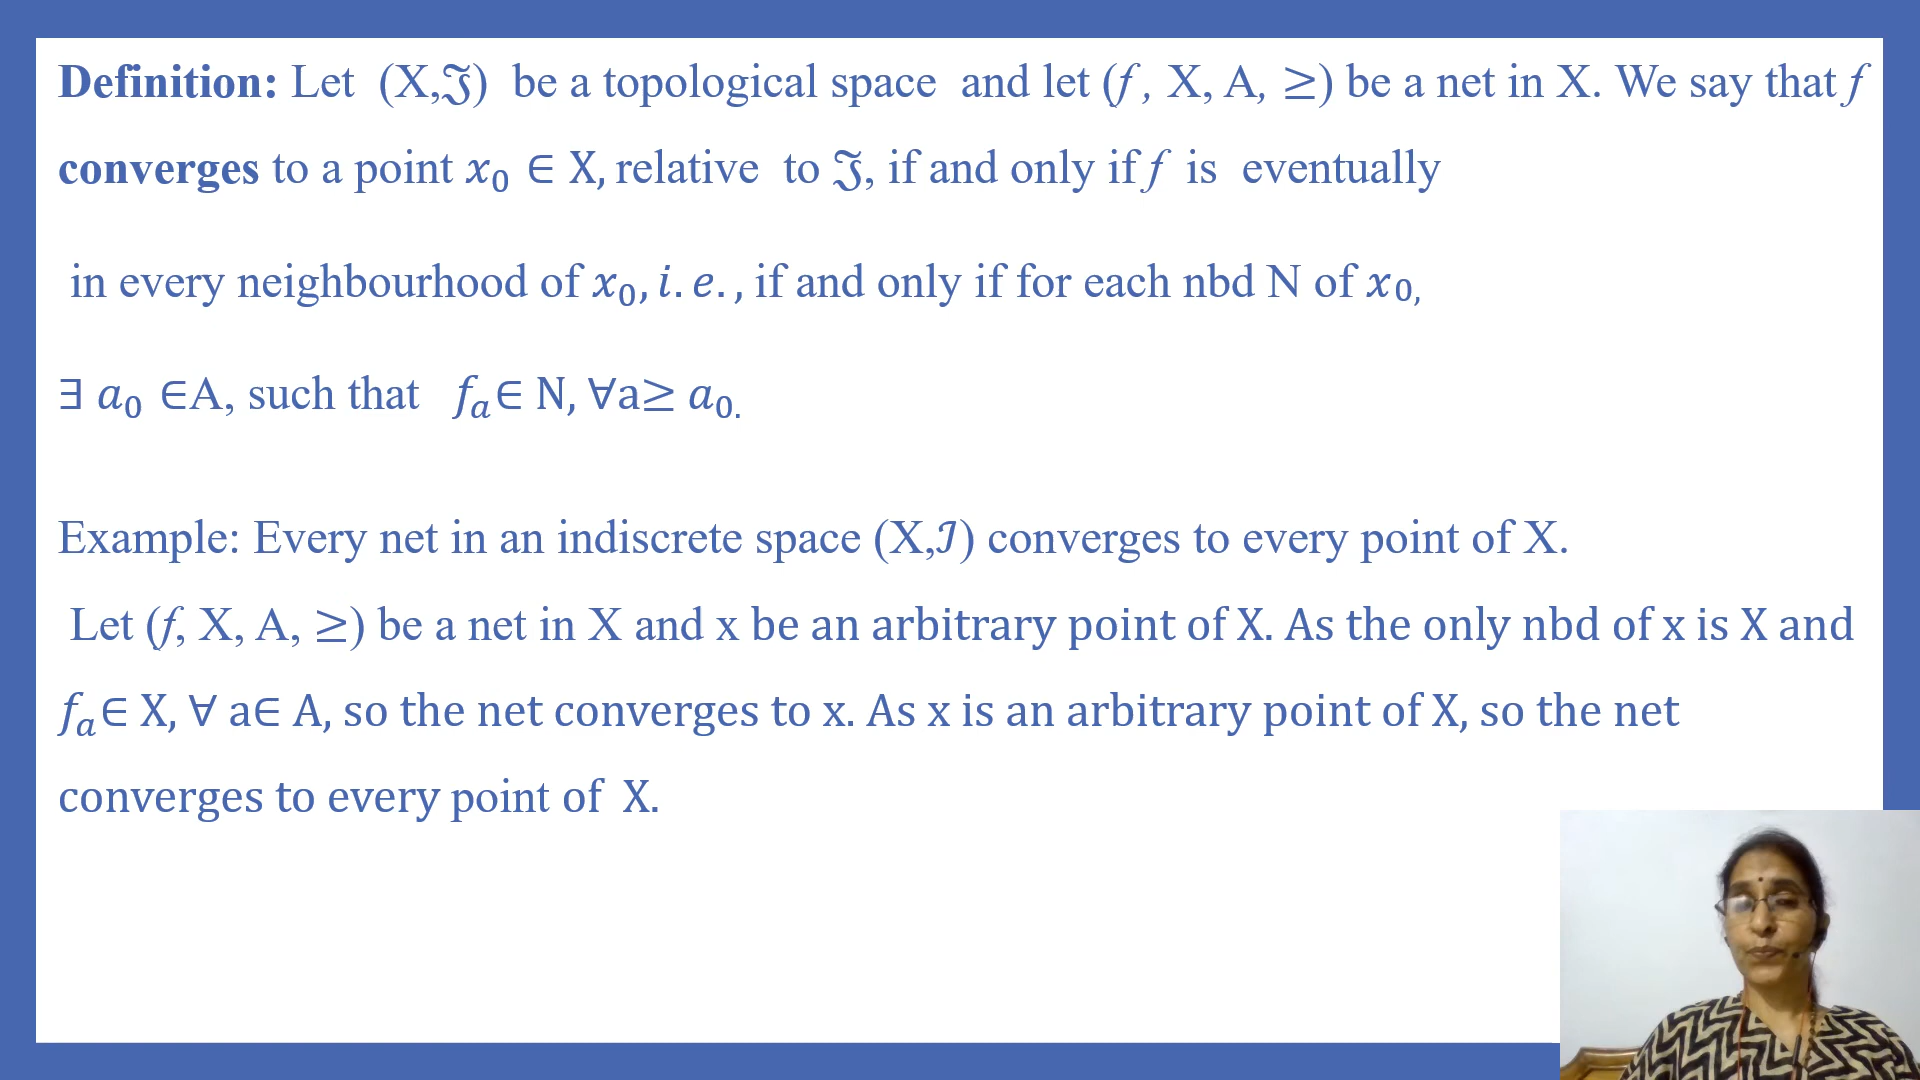 Definition: Let (X,ℑ) be a topological space and let (f, X, A, ≥) be a net in X. We say that f
converges to a point x₀ ∈ X, relative to ℑ, if and only if f is eventually
in every neighbourhood of x₀, i.e., if and only if for each nbd N of x₀,
∃ a₀ ∈A, such that fₐ∈ N, ∀a≥ a₀.
Example: Every net in an indiscrete space (X,ℐ) converges to every point of X.
Let (f, X, A, ≥) be a net in X and x be an arbitrary point of X. As the only nbd of x is X and
fₐ∈ X, ∀ a∈ A, so the net converges to x. As x is an arbitrary point of X, so the net
converges to every point of X.